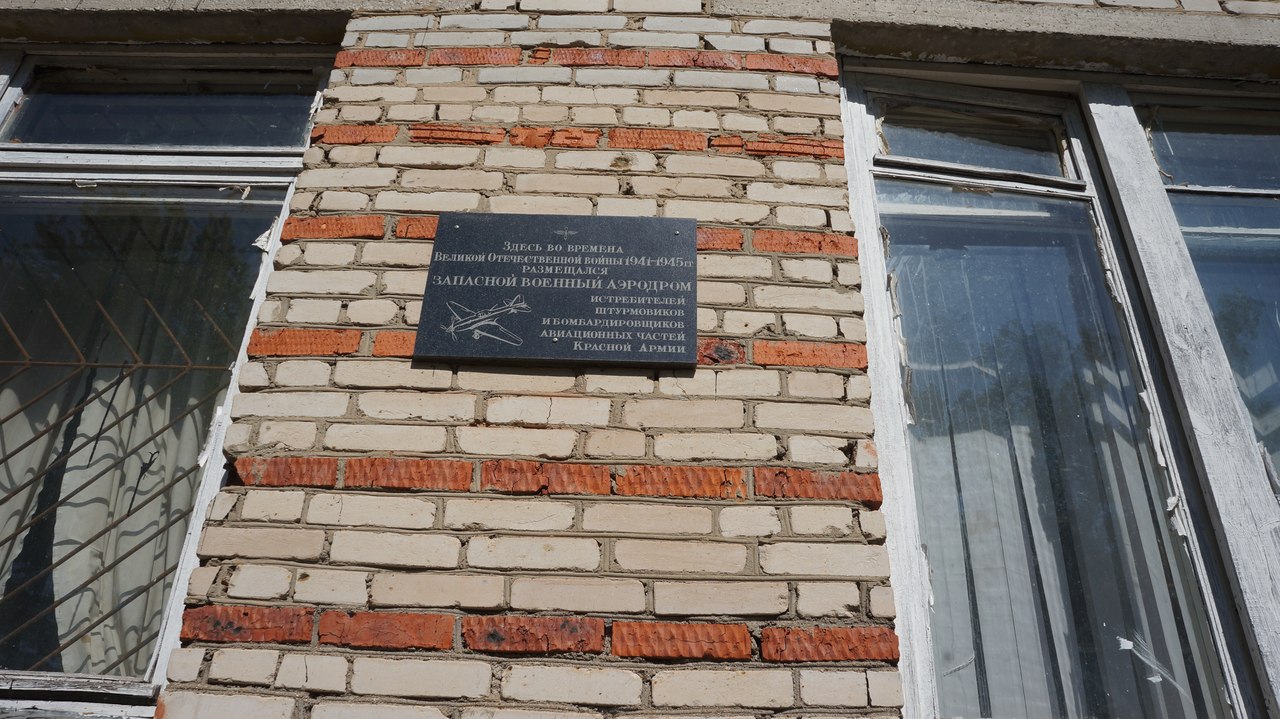 Здесь во времена
Великой Отечественной войны 1941-1945 гг
размещался
ЗАПАСНОЙ ВОЕННЫЙ АЭРОДРОМ
истребителей
штурмовиков
и бомбардировщиков
авиационных частей
Красной Армии